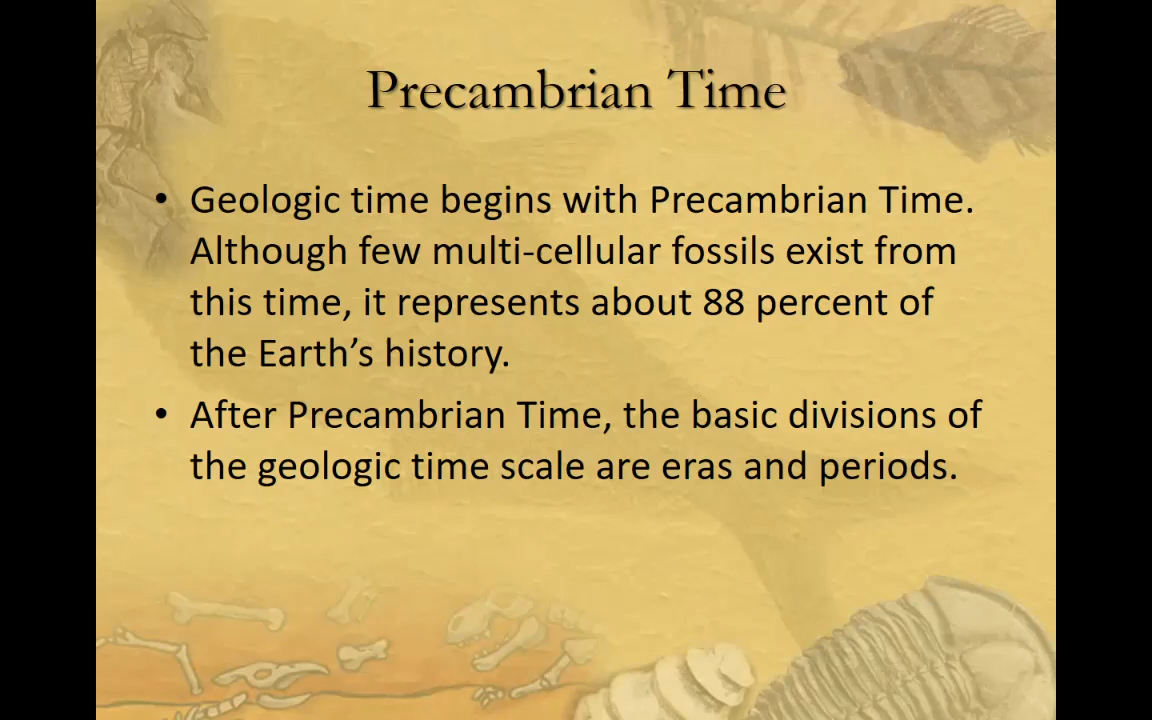 Precambrian Time
• Geologic time begins with Precambrian Time.
Although few multi-cellular fossils exist from
this time, it represents about 88 percent of
the Earth’s history.
• After Precambrian Time, the basic divisions of
the geologic time scale are eras and periods.